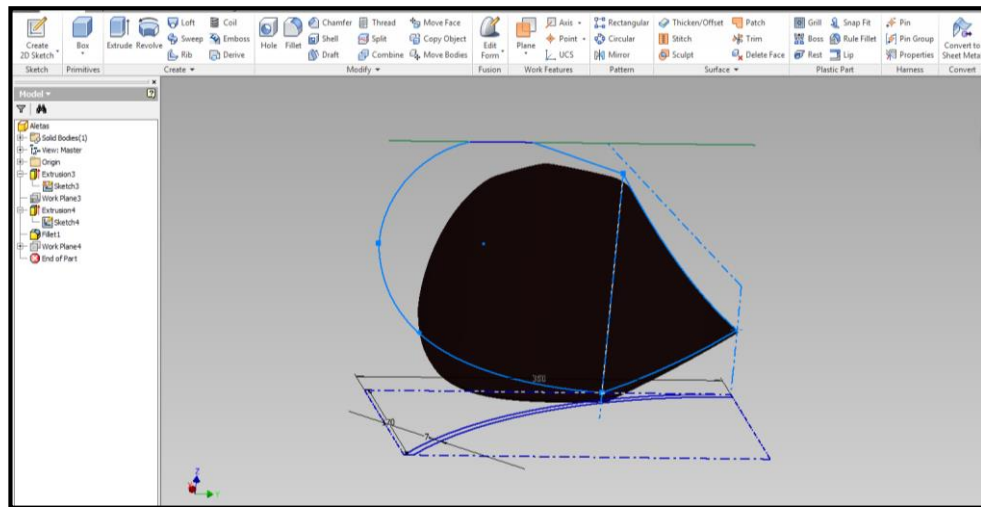 Create
2D Sketch
Box
Extrude Revolve
Loft
Sweep
Rib
Coil
Emboss
Derive
Hole Fillet
Chamfer
Shell
Draft
Thread
Split
Combine
Move Face
Copy Object
Move Bodies
Edit
Form
Plane
Axis
Point
UCS
Rectangular
Circular
Mirror
Thicken/Offset
Stitch
Sculpt
Patch
Trim
Delete Face
Grill
Boss
Rest
Snap Fit
Rule Fillet
Lip
Pin
Pin Group
Properties
Convert to
Sheet Meta
Sketch Primitives Create Modify Fusion Work Features Pattern Surface Plastic Part Harness Convert
Model
Aletas
Solid Bodies(1)
View: Master
Origin
Extrusion3
Sketch3
Work Plane3
Extrusion4
Sketch4
Fillet1
Work Plane4
End of Part
7
Z
Y